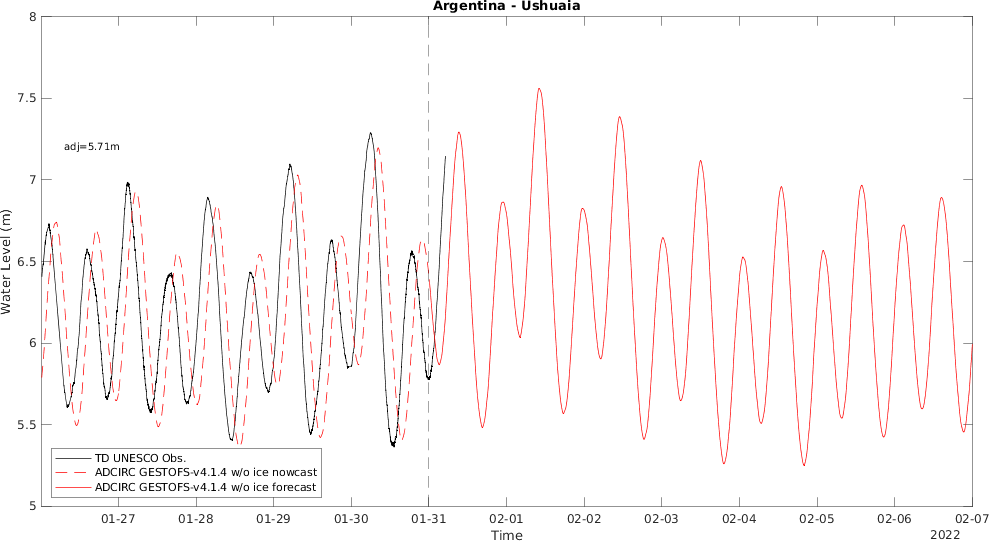 Argentina - Ushuaia
8
7.5
7
6.5
6
5.5
5
Water Level (m)
adj=5.71m
TD UNESCO Obs.
ADCIRC GESTOFS-v4.1.4 w/o ice nowcast
ADCIRC GESTOFS-v4.1.4 w/o ice forecast
01-27 01-28 01-29 01-30 01-31 02-01 02-02 02-03 02-04 02-05 02-06 02-07
Time
2022